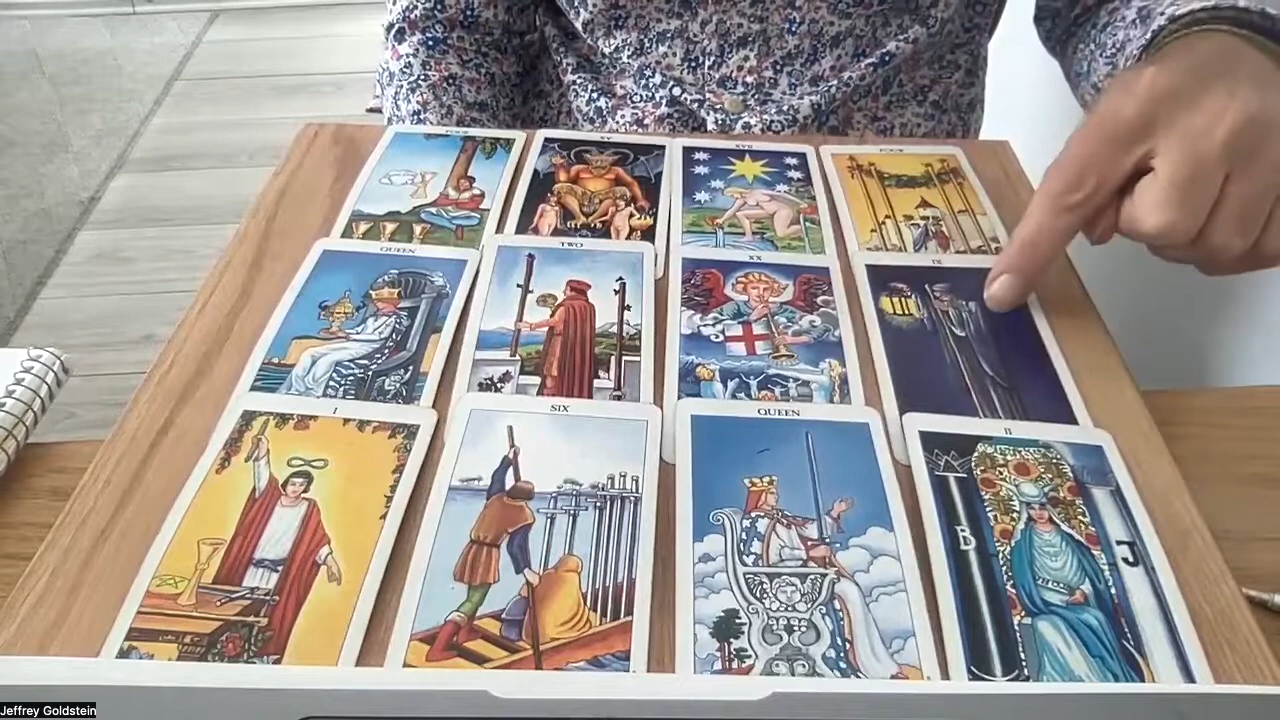 FOUR
XV
XVII
FOUR
QUEEN
TWO
XX
IX
I
SIX
QUEEN
II
B
J
Jeffrey Goldstein